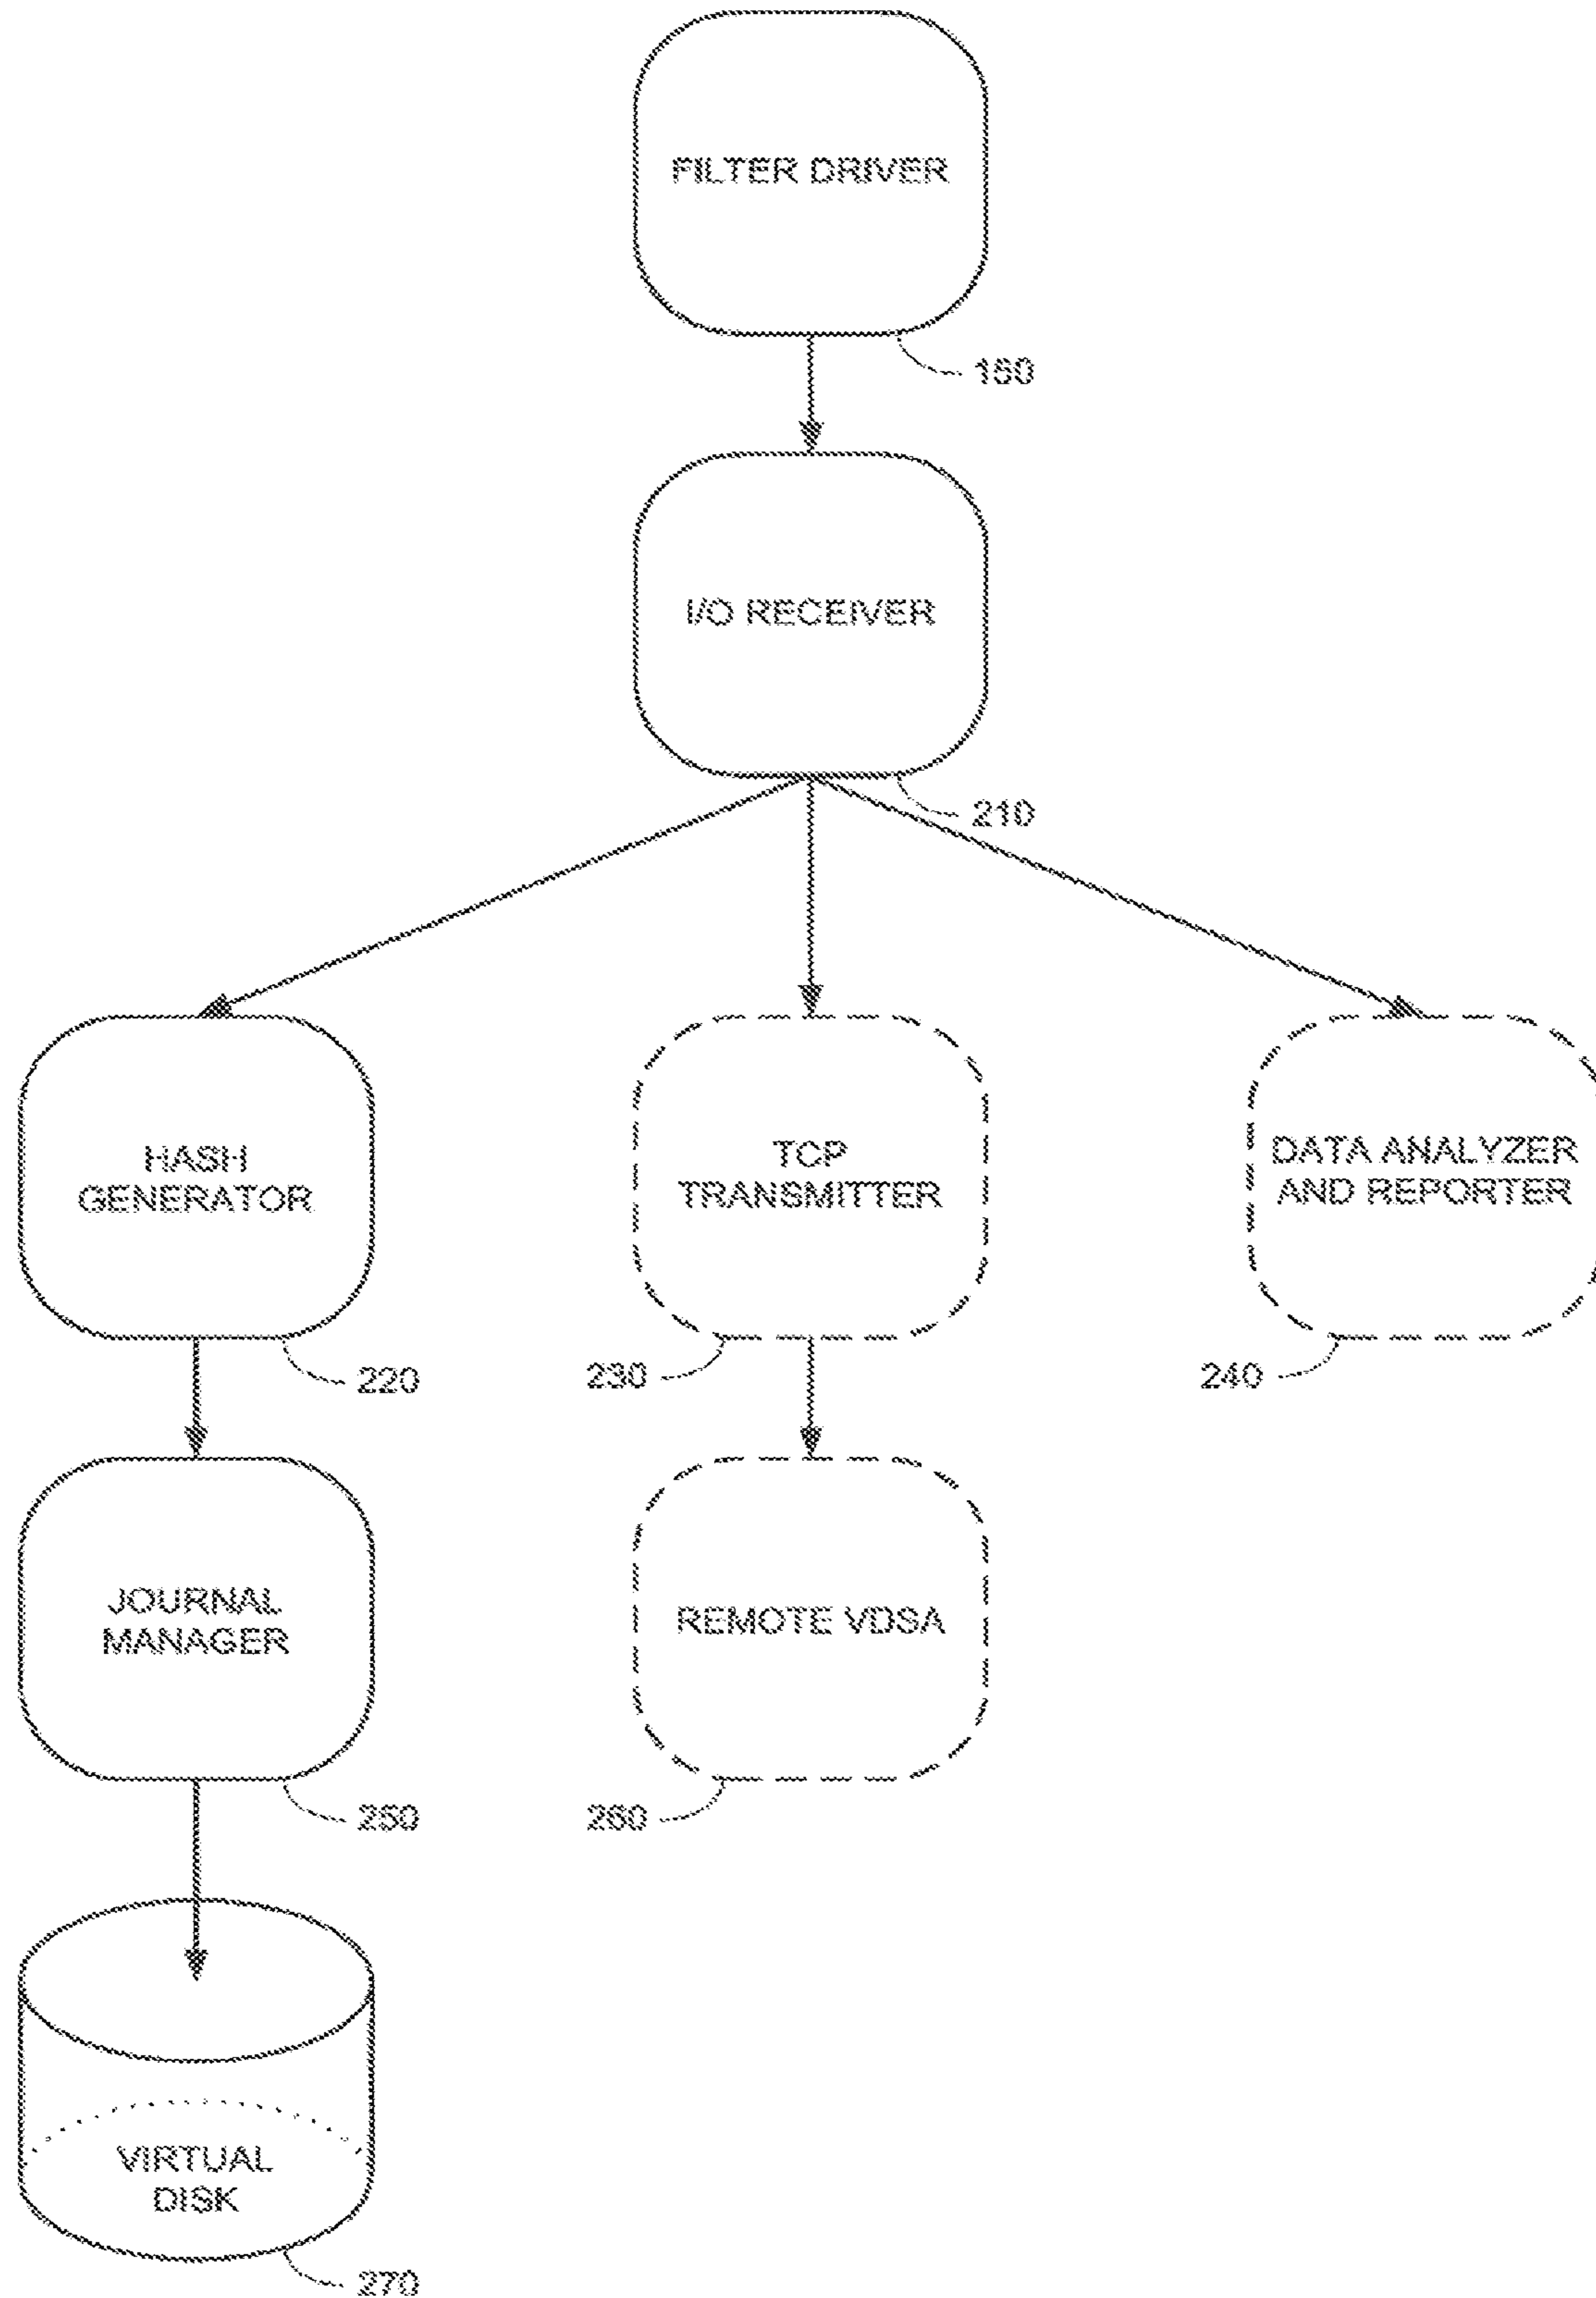 FILTER DRIVER
160
I/O RECEIVER
210
HASH
GENERATOR
220
TCP
TRANSMITTER
230
DATA ANALYZER
AND REPORTER
240
JOURNAL
MANAGER
250
REMOTE VDSA
260
VIRTUAL
DISK
270